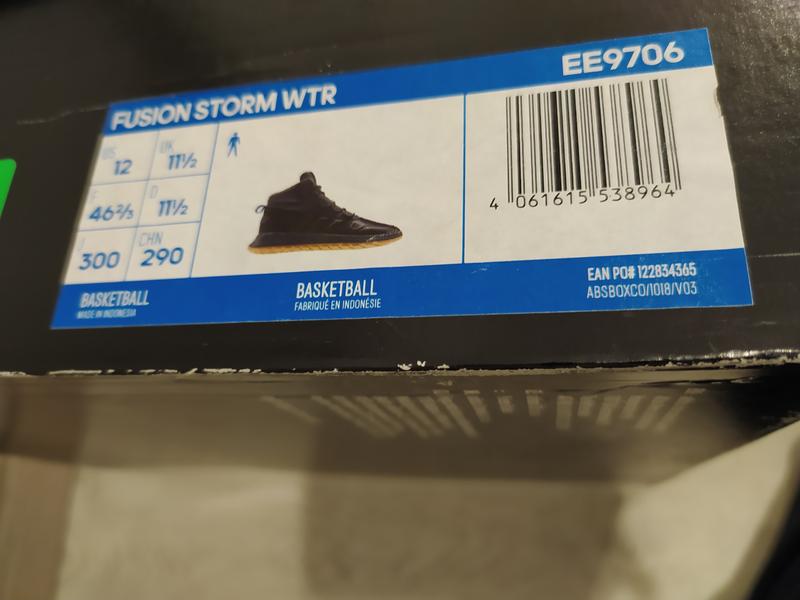 FUSION STORM WTR
EE9706
US 12
UK 11½
F 46⅔
D 11½
J 300
CHN 290
4 061615 538964
BASKETBALL
MADE IN INDONESIA
BASKETBALL
FABRIQUÉ EN INDONÉSIE
EAN PO# 122834365
ABSBOXCO/1018/V03